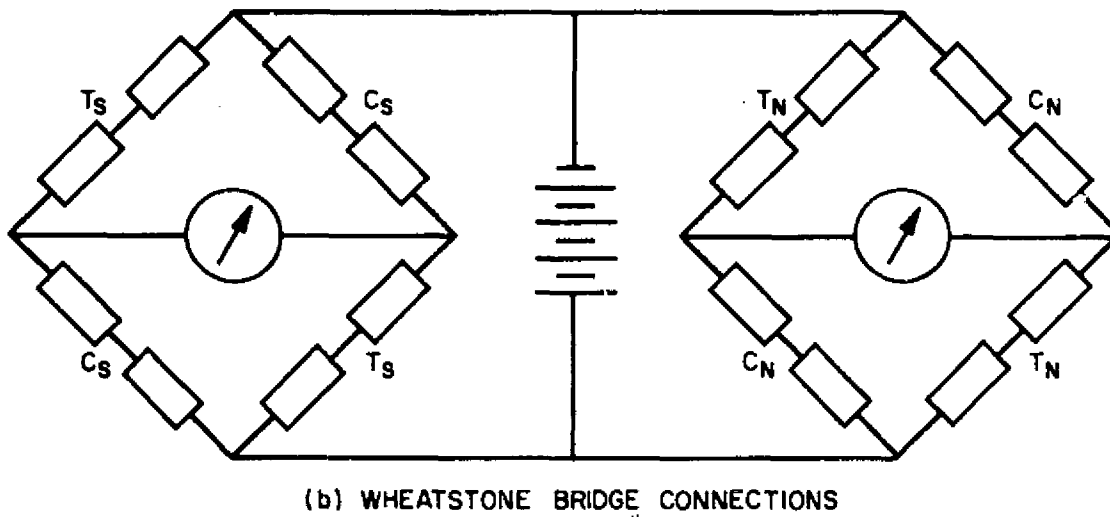 T_S C_S T_N C_N
C_S T_S C_N T_N
(b) WHEATSTONE BRIDGE CONNECTIONS